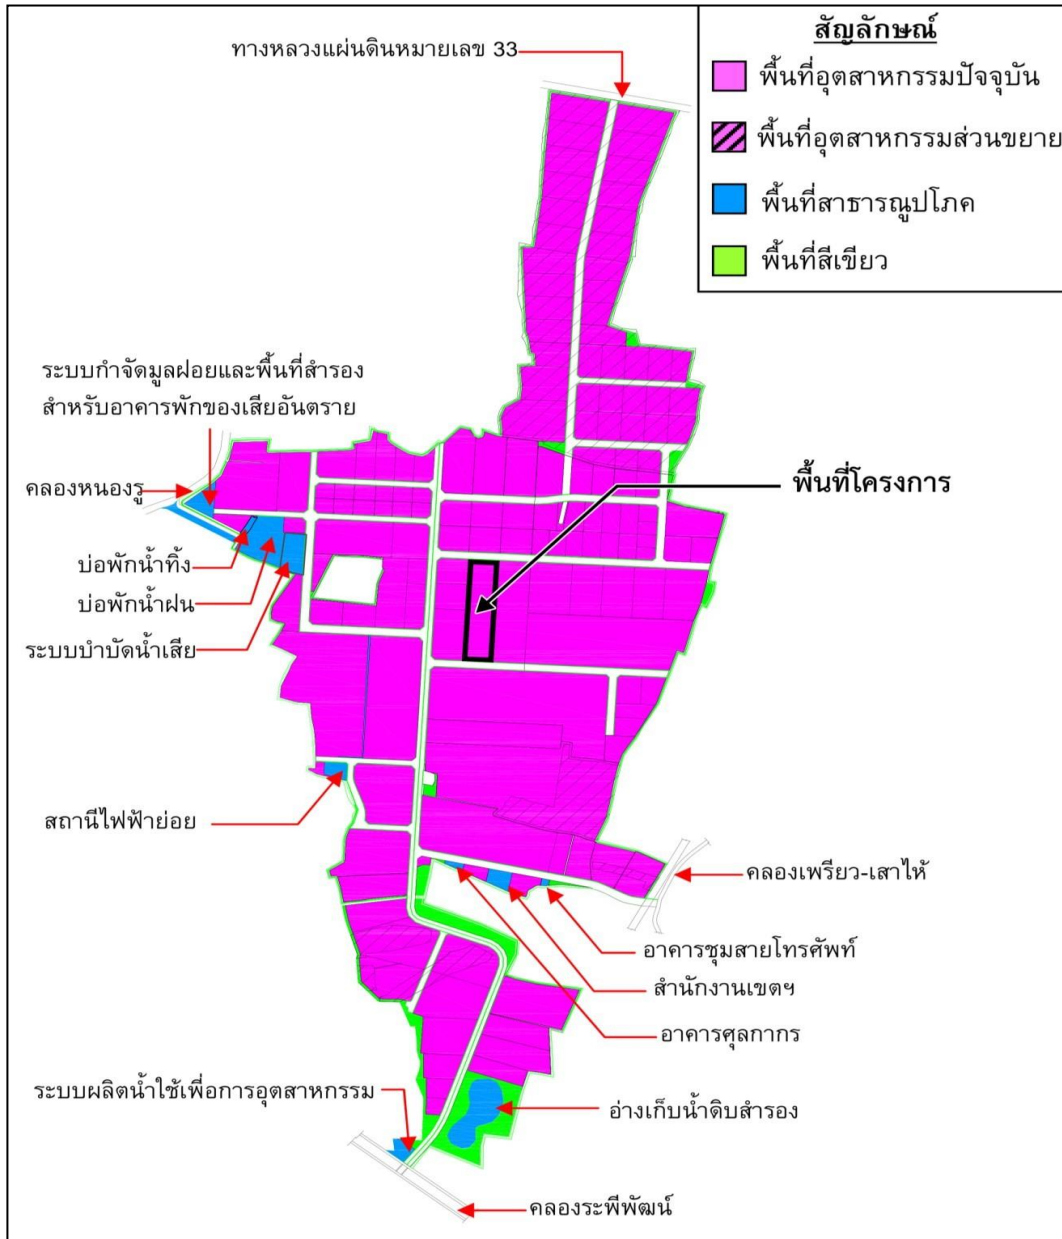 สัญลักษณ์
ทางหลวงแผ่นดินหมายเลข 33
พื้นที่อุตสาหกรรมปัจจุบัน
พื้นที่อุตสาหกรรมส่วนขยาย
พื้นที่สาธารณูปโภค
พื้นที่สีเขียว
ระบบกำจัดมูลฝอยและพื้นที่สำรอง
สำหรับอาคารพักของเสียอันตราย
คลองหนองรู
พื้นที่โครงการ
บ่อพักน้ำทิ้ง
บ่อพักน้ำฝน
ระบบบำบัดน้ำเสีย
สถานีไฟฟ้าย่อย
คลองเพรียว-เสาไห้
อาคารชุมสายโทรศัพท์
สำนักงานเขตฯ
อาคารศุลกากร
ระบบผลิตน้ำใช้เพื่อการอุตสาหกรรม
อ่างเก็บน้ำดิบสำรอง
คลองระพีพัฒน์